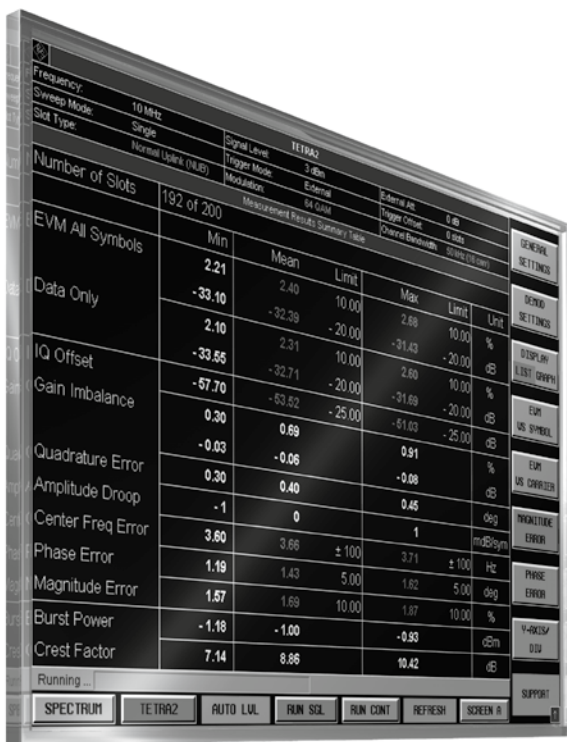 TETRA2
Frequency: 10 MHz Signal Level: 3 dBm External Att. 0 dB
Sweep Mode: Single Trigger Mode: External Trigger Offset: 0 slots
Slot Type: Normal Uplink (NUB) Modulation: 64 QAM Channel Bandwidth: 50 kHz
Measurement Results Summary Table
Number of Slots 192 of 200
Min Mean Limit Max Limit Unit
EVM All Symbols 2.21 2.40 10.00 2.68 10.00 %
-33.10 -32.39 -20.00 -31.43 -20.00 dB
Data Only 2.10 2.31 10.00 2.60 10.00 %
-33.55 -32.71 -20.00 -31.69 -20.00 dB
IQ Offset -57.70 -53.52 -25.00 -51.03 -25.00 dB
Gain Imbalance 0.30 0.69 0.91 %
-0.03 -0.06 -0.08 dB
Quadrature Error 0.30 0.40 0.45 deg
Amplitude Droop -1 0 1 mdB/sym
Center Freq Error 3.60 3.66 ±100 3.71 ±100 Hz
Phase Error 1.19 1.43 5.00 1.62 5.00 deg
Magnitude Error 1.57 1.69 10.00 1.87 10.00 %
Burst Power -1.18 -1.00 -0.93 dBm
Crest Factor 7.14 8.86 10.42 dB
Running ...
SPECTRUM TETRA2 AUTO LVL RUN SGL RUN CONT REFRESH SCREEN A
GENERAL
SETTINGS
DEMOD
SETTINGS
DISPLAY
LIST GRAPH
EVM
VS SYMBOL
EVM
VS CARRIER
MAGNITUDE
ERROR
PHASE
ERROR
Y-AXIS/
DIV
SUPPORT